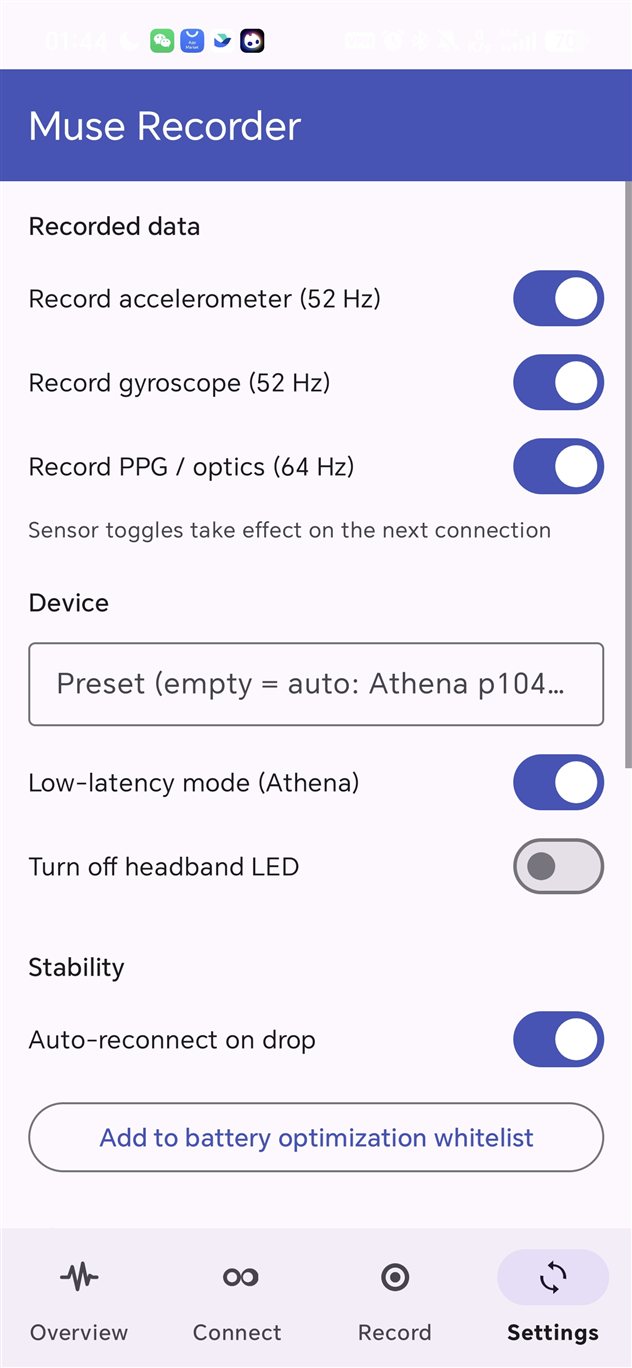 01:44
Muse Recorder
Recorded data
Record accelerometer (52 Hz)
Record gyroscope (52 Hz)
Record PPG / optics (64 Hz)
Sensor toggles take effect on the next connection
Device
Preset (empty = auto: Athena p104…
Low-latency mode (Athena)
Turn off headband LED
Stability
Auto-reconnect on drop
Add to battery optimization whitelist
Overview
Connect
Record
Settings